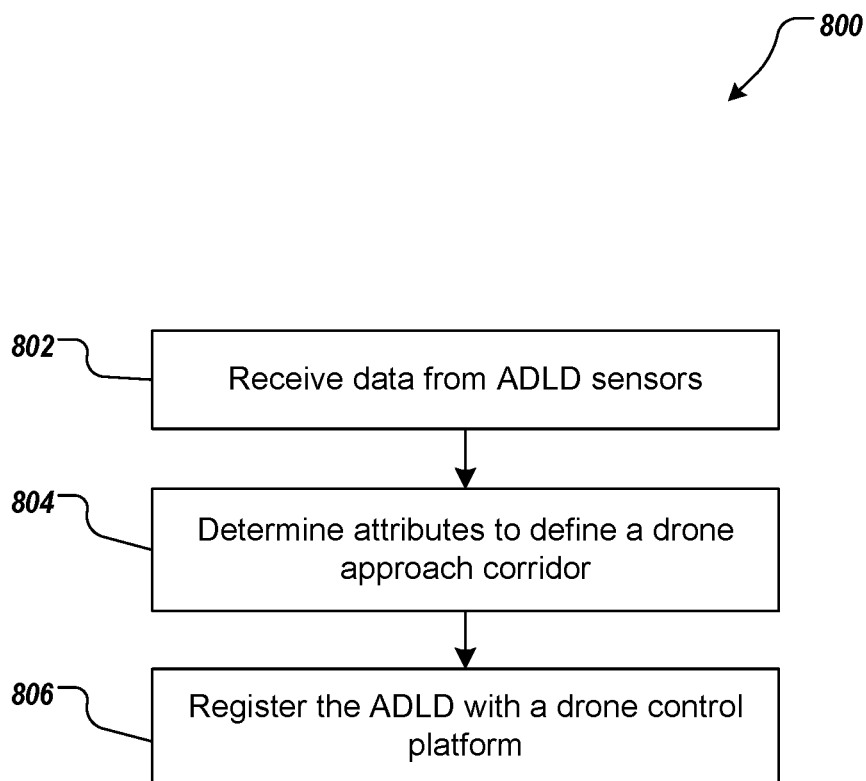 800
802
Receive data from ADLD sensors
804
Determine attributes to define a drone
approach corridor
806
Register the ADLD with a drone control
platform